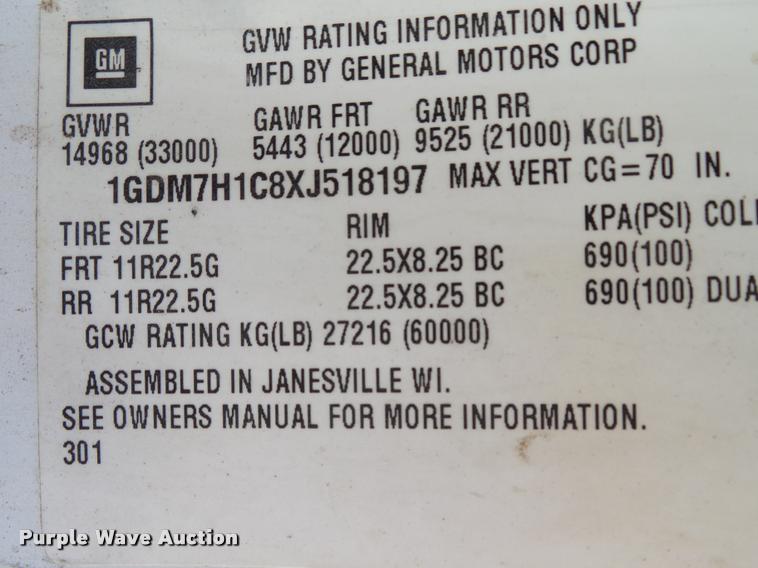 GM
GVW RATING INFORMATION ONLY
MFD BY GENERAL MOTORS CORP
GVWR GAWR FRT GAWR RR
14968 (33000) 5443 (12000) 9525 (21000) KG(LB)
1GDM7H1C8XJ518197 MAX VERT CG=70 IN.
TIRE SIZE RIM KPA(PSI) COL
FRT 11R22.5G 22.5X8.25 BC 690(100)
RR 11R22.5G 22.5X8.25 BC 690(100) DUA
GCW RATING KG(LB) 27216 (60000)
ASSEMBLED IN JANESVILLE WI.
SEE OWNERS MANUAL FOR MORE INFORMATION.
301
Purple Wave Auction